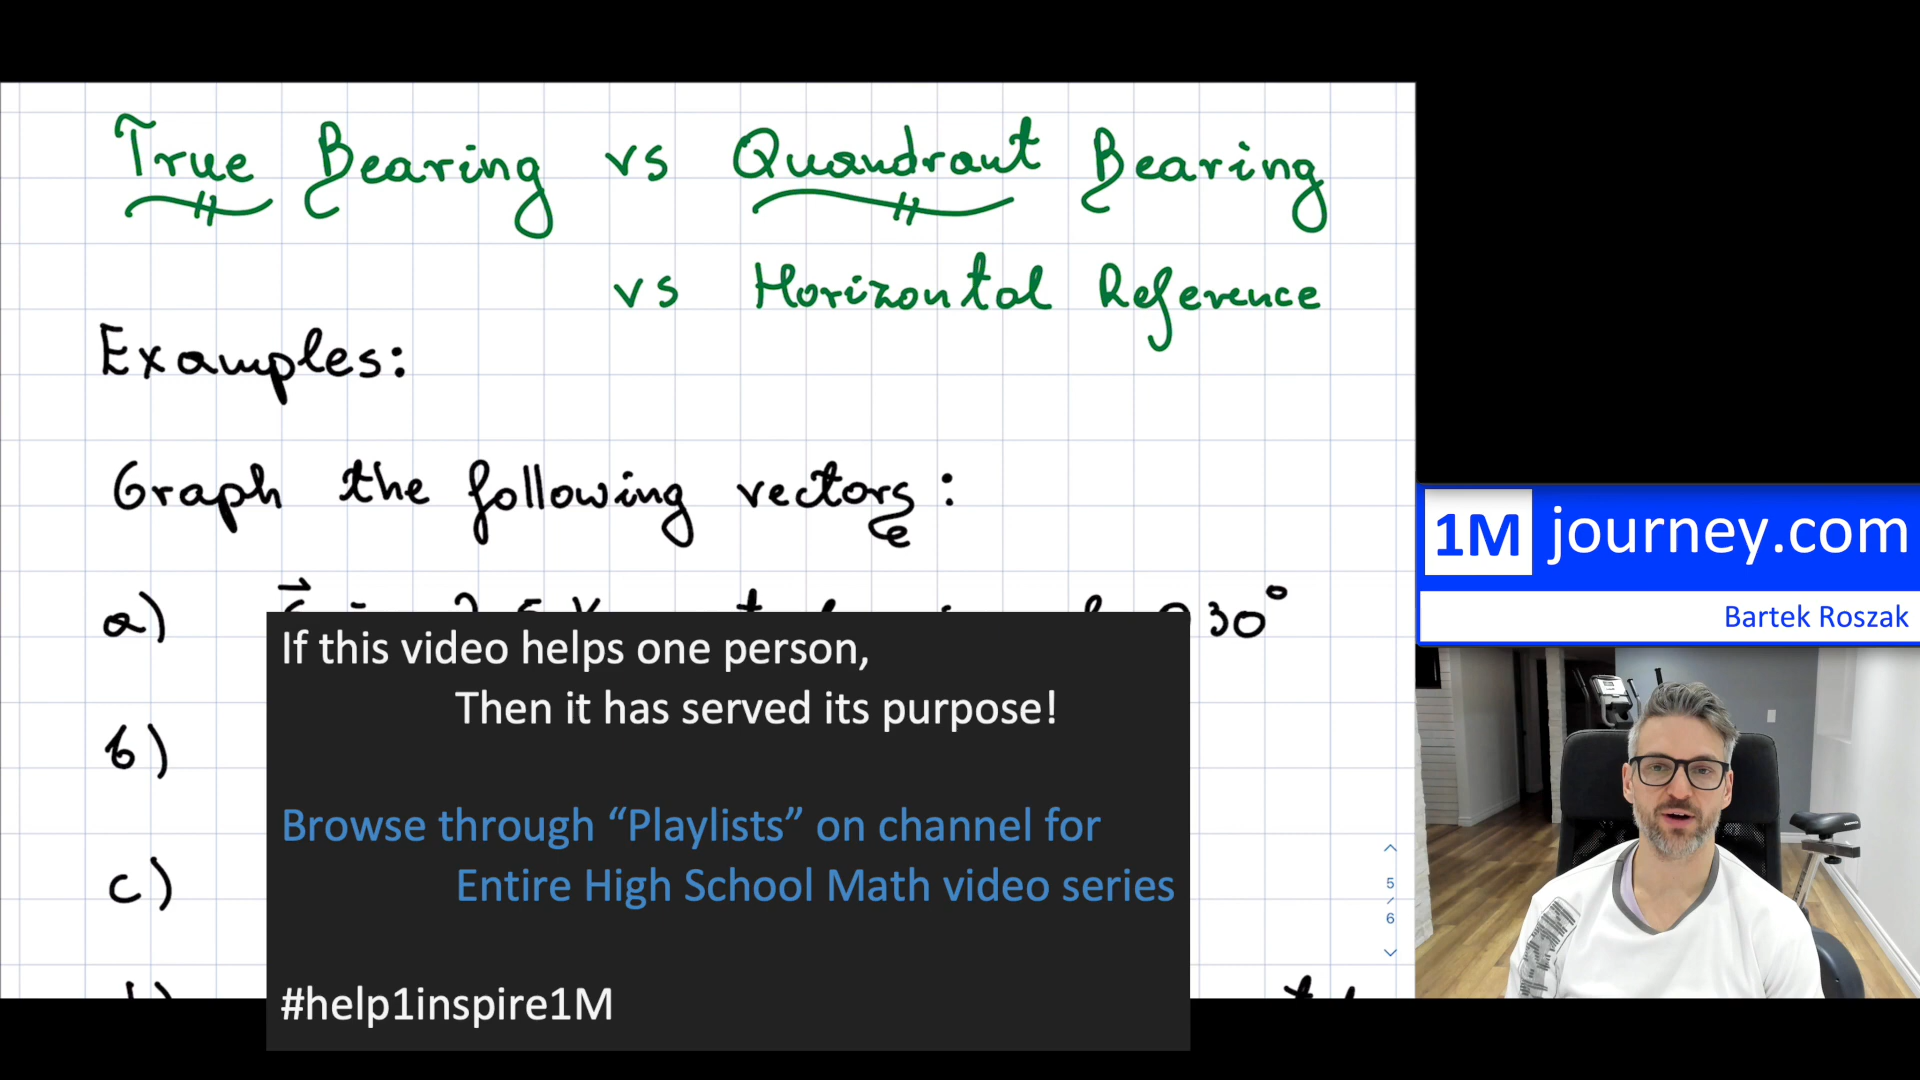 True Bearing vs Quandrant Bearing
vs Horizontal Reference
Examples:
Graph the following vectors:
a) 030°
b)
c)
If this video helps one person,
Then it has served its purpose!
Browse through “Playlists” on channel for
Entire High School Math video series
#help1inspire1M
5
/
6
1M journey.com
Bartek Roszak